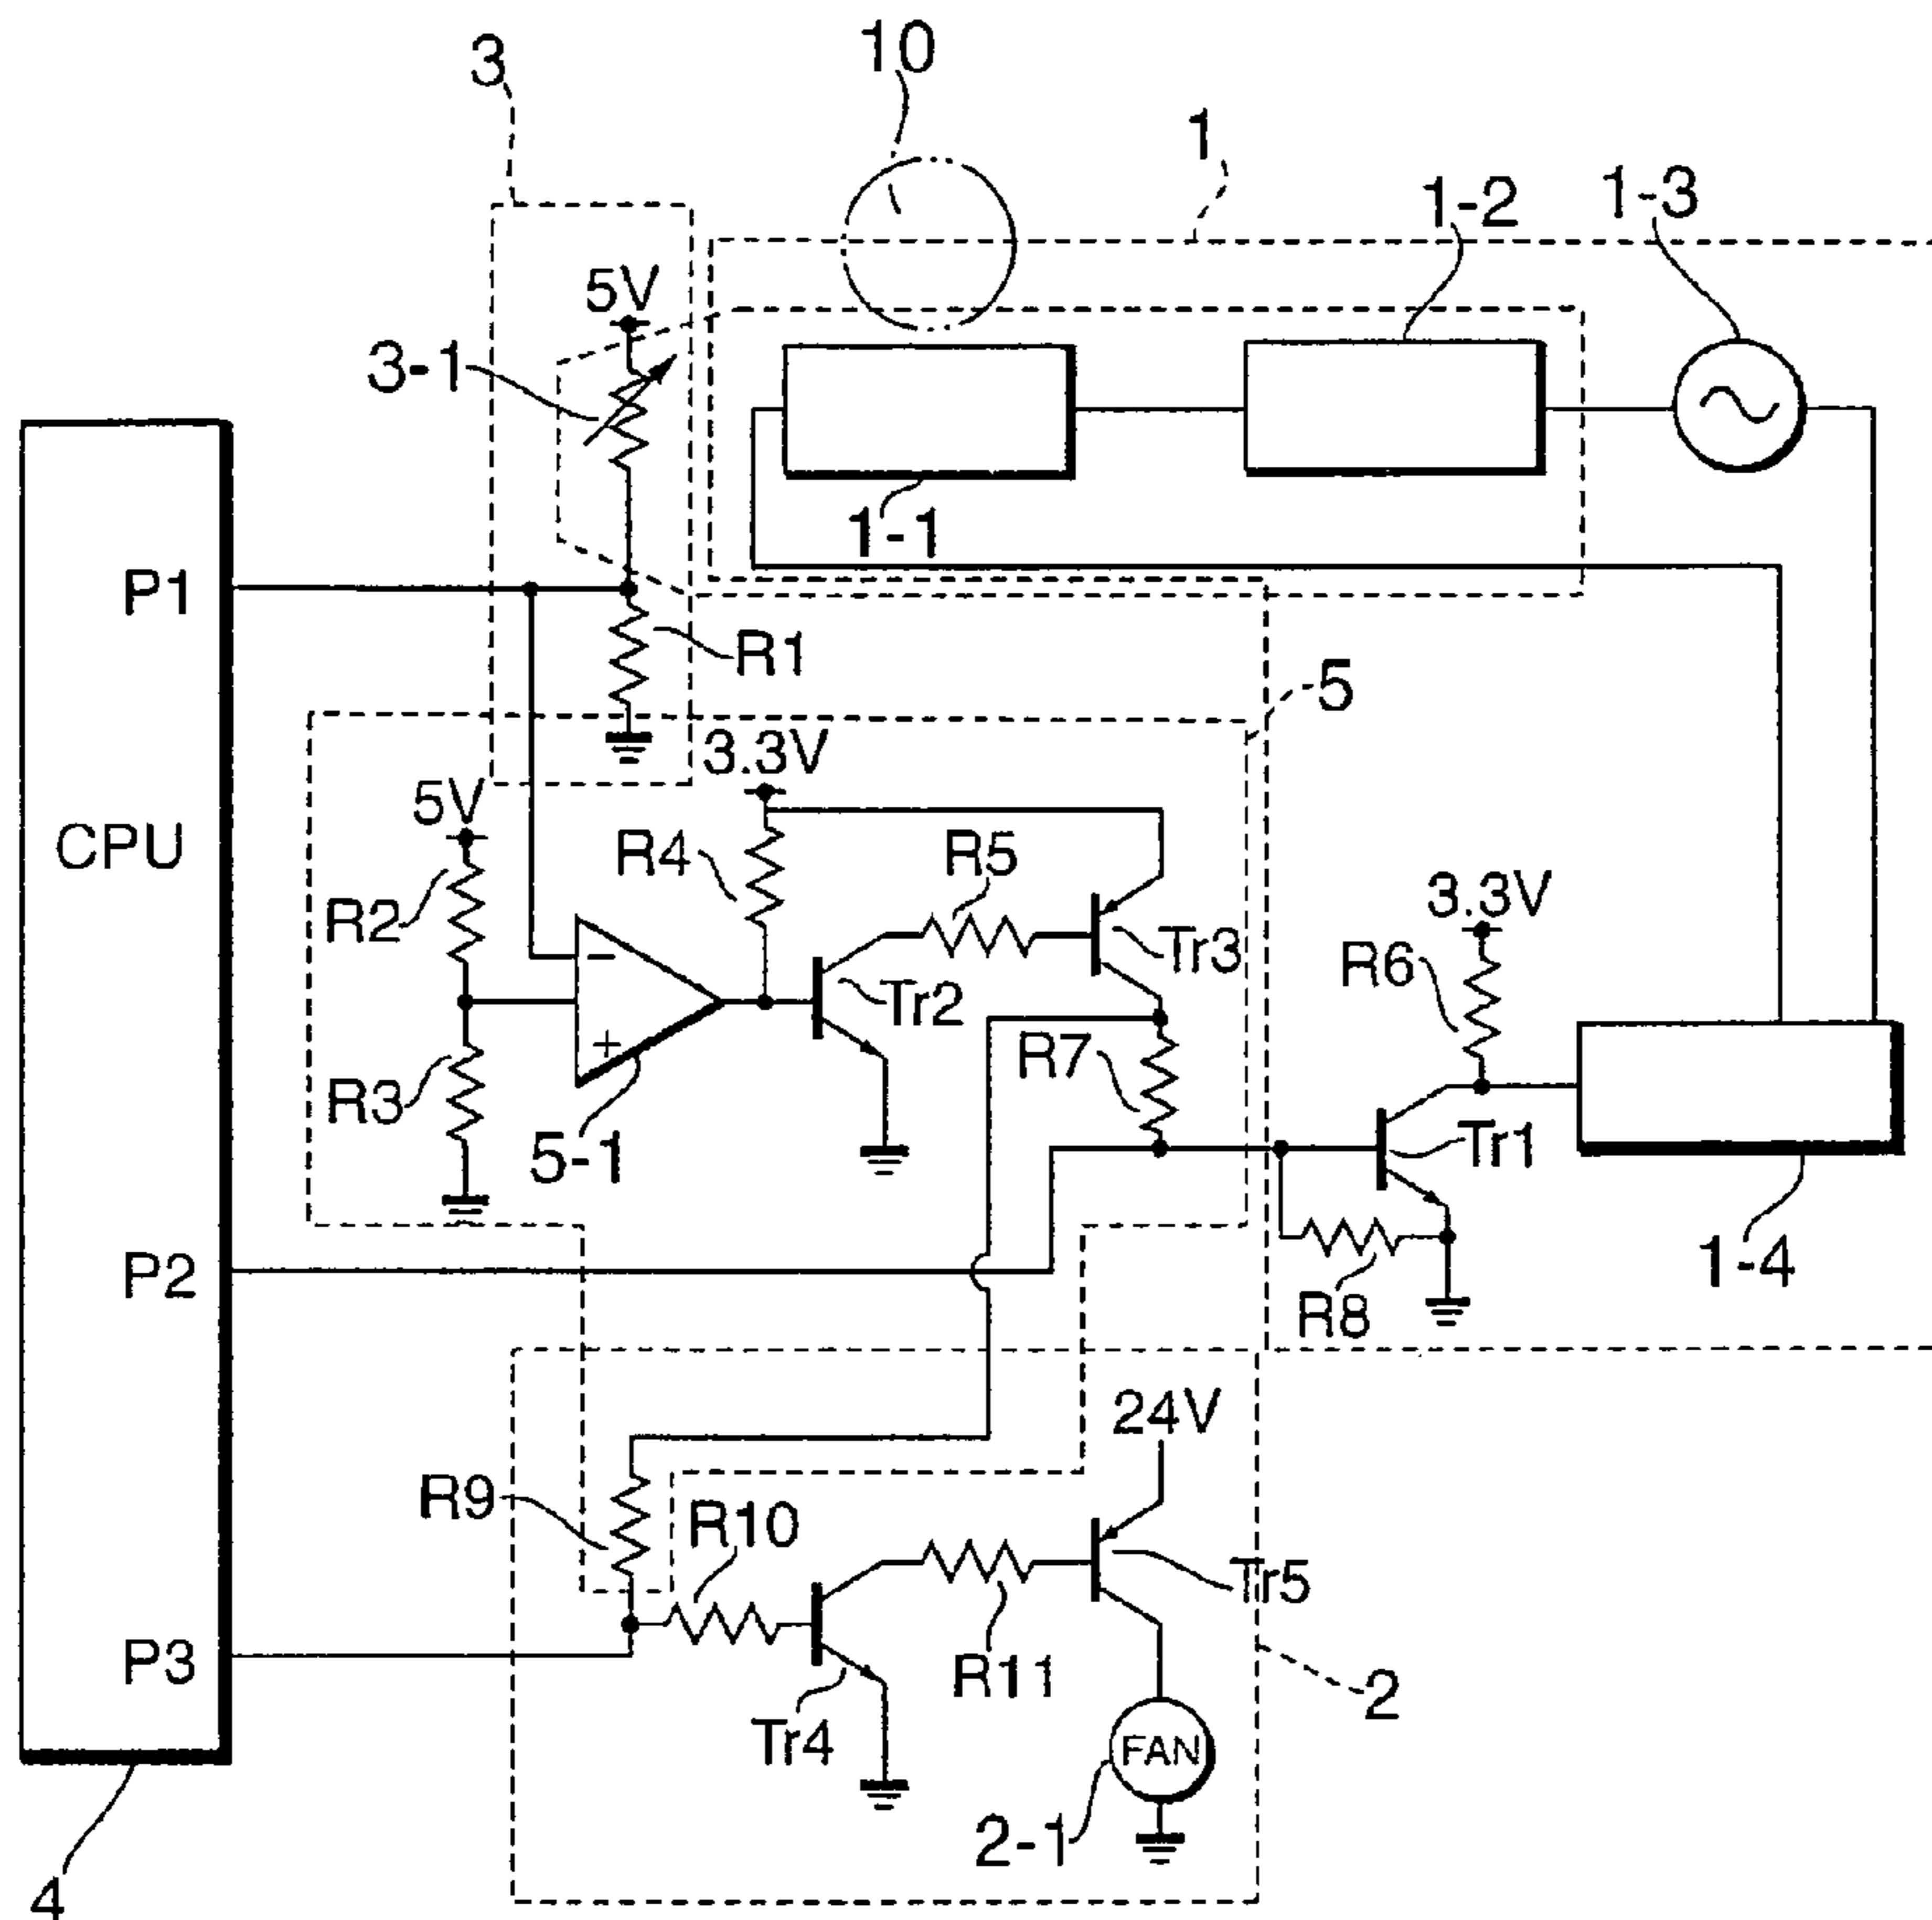 3
10
1
1-2
1-3
5V
3-1
1-1
P1
R1
5
3.3V
5V
CPU
R4
R5
R2
3.3V
Tr3
R6
Tr2
R7
R3
-
+
5-1
Tr1
P2
R8
1-4
24V
R9
R10
Tr5
P3
R11
Tr4
2
FAN
2-1
4